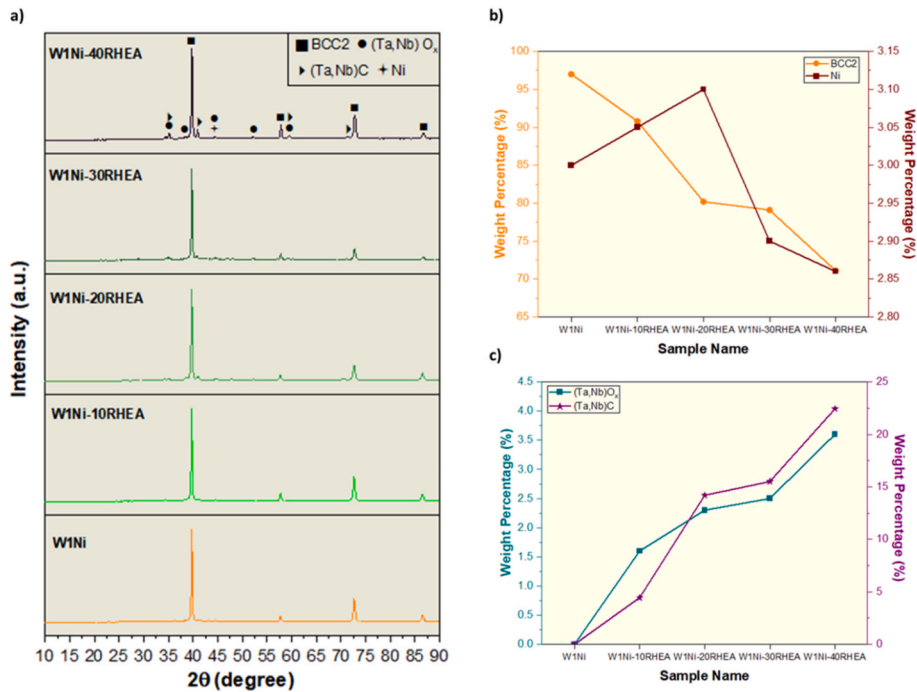 a)
W1Ni-40RHEA
BCC2
(Ta,Nb) Oₓ
(Ta,Nb)C
Ni
W1Ni-30RHEA
W1Ni-20RHEA
W1Ni-10RHEA
W1Ni
Intensity (a.u.)
10 15 20 25 30 35 40 45 50 55 60 65 70 75 80 85 90
2θ (degree)
b)
100
95
90
85
80
75
70
65
Weight Percentage (%)
BCC2
Ni
3.15
3.10
3.05
3.00
2.95
2.90
2.85
2.80
Weight Percentage (%)
W1Ni W1Ni-10RHEA W1Ni-20RHEA W1Ni-30RHEA W1Ni-40RHEA
Sample Name
c)
4.5
4.0
3.5
3.0
2.5
2.0
1.5
1.0
0.5
0.0
Weight Percentage (%)
(Ta,Nb)Oₓ
(Ta,Nb)C
25
20
15
10
5
0
Weight Percentage (%)
W1Ni W1Ni-10RHEA W1Ni-20RHEA W1Ni-30RHEA W1Ni-40RHEA
Sample Name